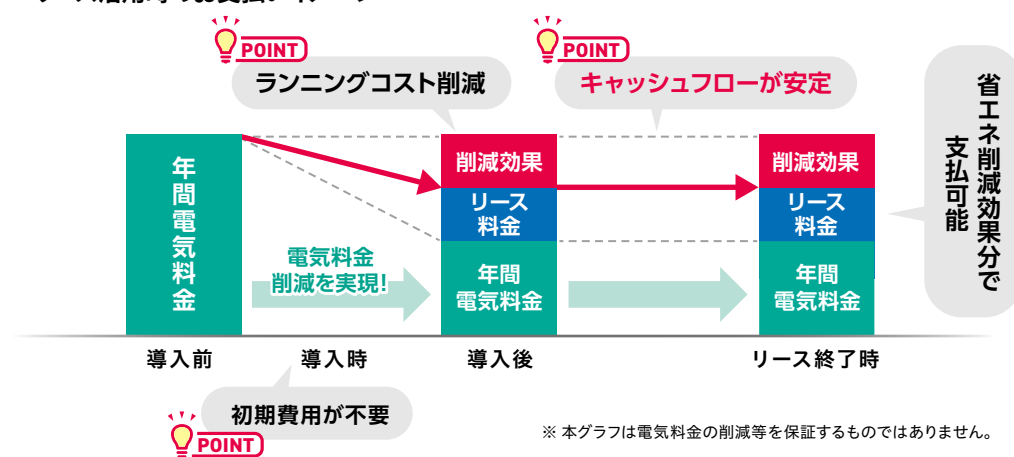 POINT
ランニングコスト削減
POINT
キャッシュフローが安定
省エネ削減効果分で
支払可能
年間電気料金
電気料金
削減を実現!
削減効果
リース
料金
年間
電気料金
削減効果
リース
料金
年間
電気料金
導入前
導入時
導入後
リース終了時
初期費用が不要
POINT
※ 本グラフは電気料金の削減等を保証するものではありません。